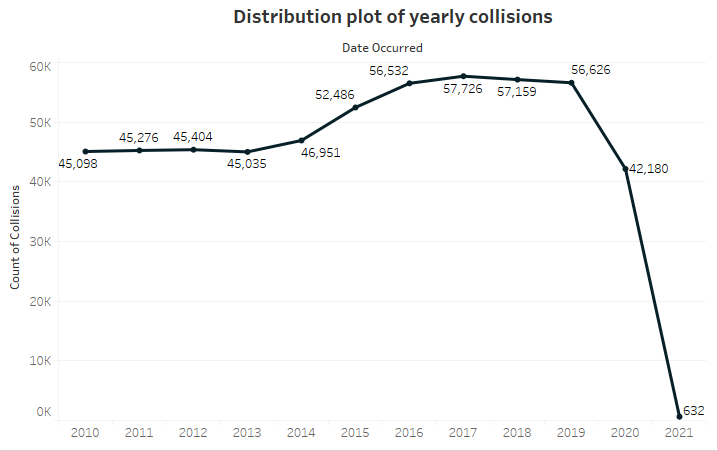 Distribution plot of yearly collisions
Date Occurred
60K
50K
40K
30K
20K
10K
0K
Count of Collisions
45,098
45,276
45,404
45,035
46,951
52,486
56,532
57,726
57,159
56,626
42,180
632
2010 2011 2012 2013 2014 2015 2016 2017 2018 2019 2020 2021